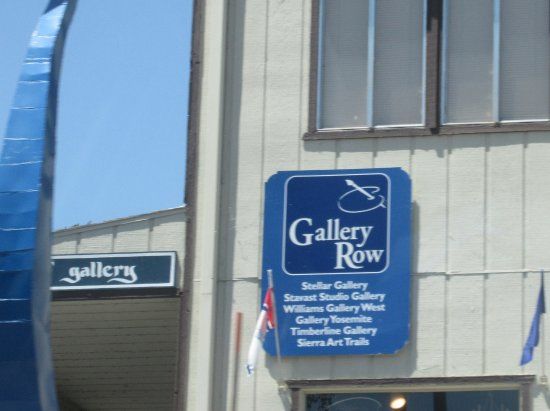 gallery
Gallery
Row
Stellar Gallery
Stavast Studio Gallery
Williams Gallery West
Gallery Yosemite
Timberline Gallery
Sierra Art Trails